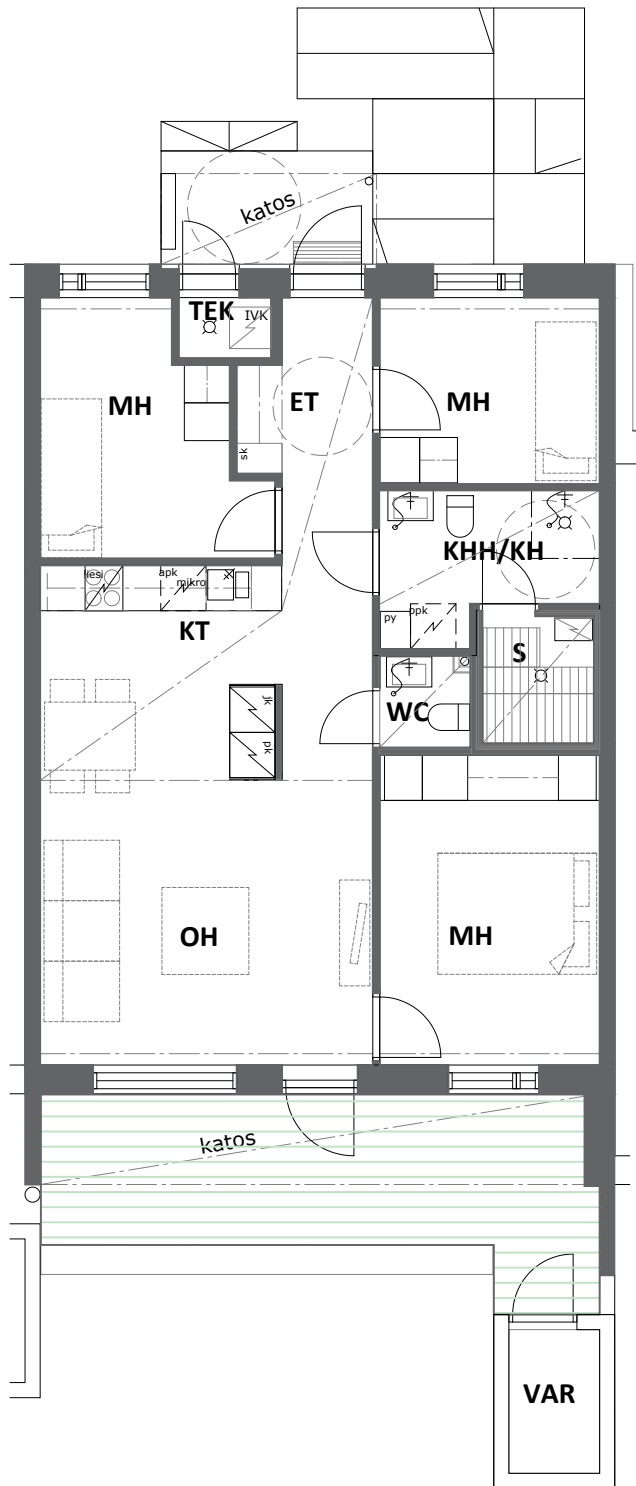 katos
TEK
IVK
MH
ET
MH
sk
KHH/KH
liesi
apk
mikro
KT
py
ppk
S
jk
pk
WC
OH
MH
katos
VAR